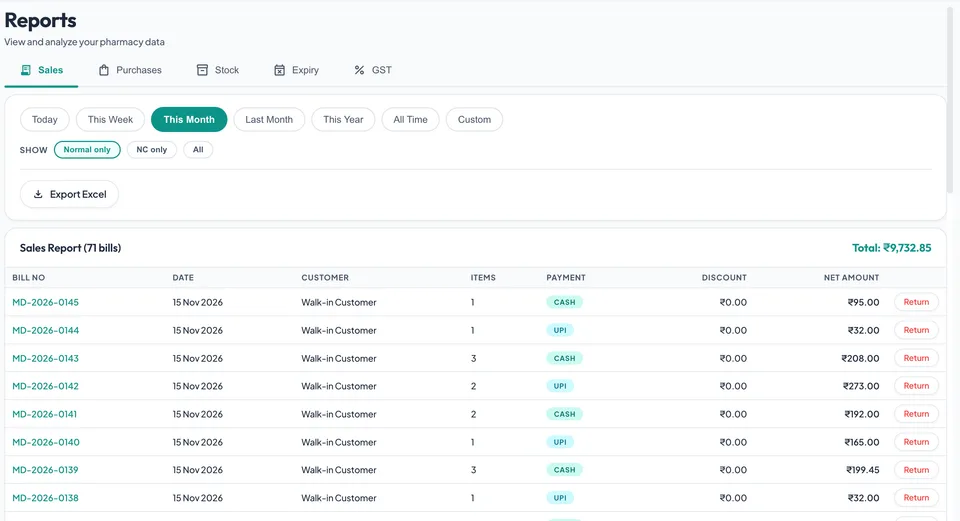 Reports
View and analyze your pharmacy data
Sales Purchases Stock Expiry GST
Today This Week This Month Last Month This Year All Time Custom
SHOW Normal only NC only All
Export Excel
Sales Report (71 bills) Total: ₹9,732.85
BILL NO DATE CUSTOMER ITEMS PAYMENT DISCOUNT NET AMOUNT
MD-2026-0145 15 Nov 2026 Walk-in Customer 1 CASH ₹0.00 ₹95.00 Return
MD-2026-0144 15 Nov 2026 Walk-in Customer 1 UPI ₹0.00 ₹32.00 Return
MD-2026-0143 15 Nov 2026 Walk-in Customer 3 CASH ₹0.00 ₹208.00 Return
MD-2026-0142 15 Nov 2026 Walk-in Customer 2 UPI ₹0.00 ₹273.00 Return
MD-2026-0141 15 Nov 2026 Walk-in Customer 2 CASH ₹0.00 ₹192.00 Return
MD-2026-0140 15 Nov 2026 Walk-in Customer 1 UPI ₹0.00 ₹165.00 Return
MD-2026-0139 15 Nov 2026 Walk-in Customer 3 CASH ₹0.00 ₹199.45 Return
MD-2026-0138 15 Nov 2026 Walk-in Customer 1 UPI ₹0.00 ₹32.00 Return